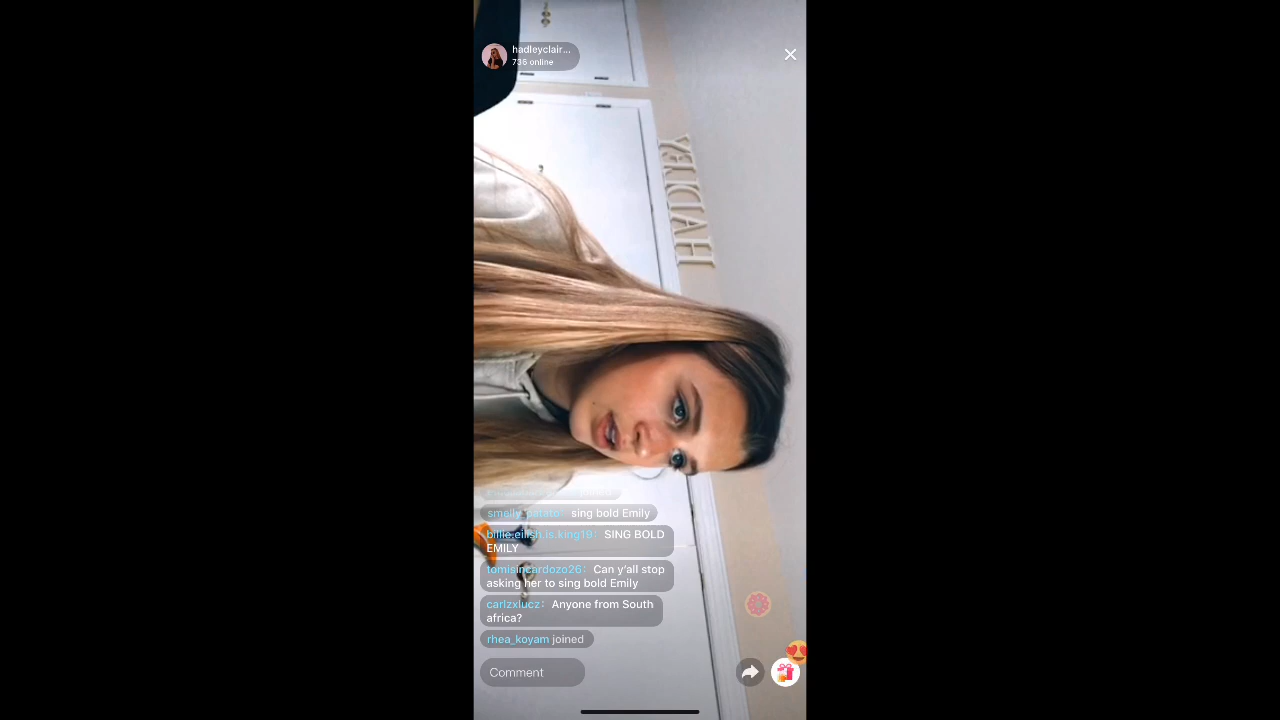 hadleyclair...
736 online
HADLEY
smelly_potato: sing bold Emily
billie.eilish.is.king19: SING BOLD
EMILY
tomisincardozo26: Can y'all stop
asking her to sing bold Emily
carlzxlucz: Anyone from South
africa?
rhea_koyam joined
Comment